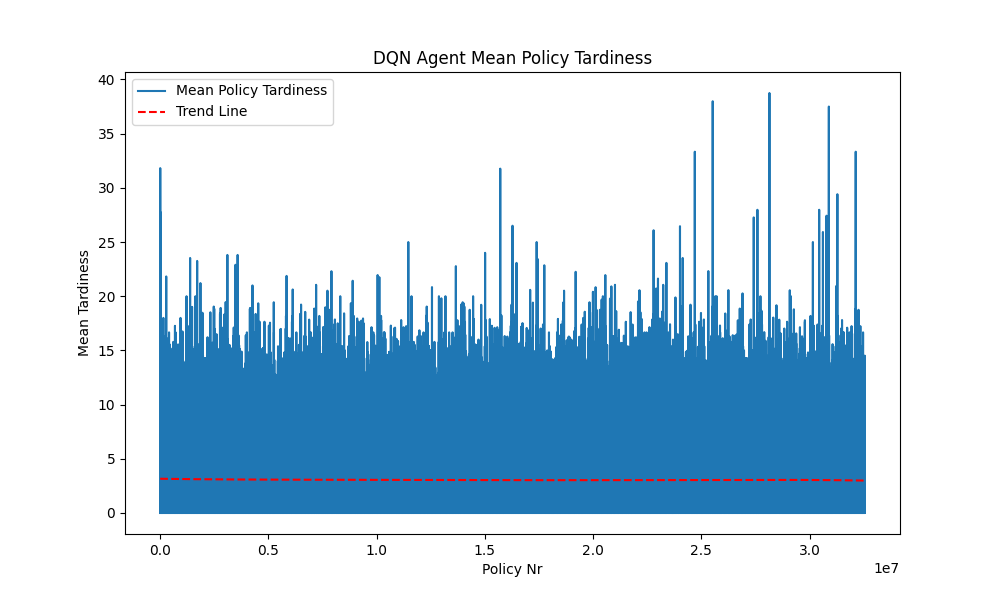 DQN Agent Mean Policy Tardiness
Mean Policy Tardiness
Trend Line
Mean Tardiness
40
35
30
25
20
15
10
5
0
0.0 0.5 1.0 1.5 2.0 2.5 3.0
1e7
Policy Nr